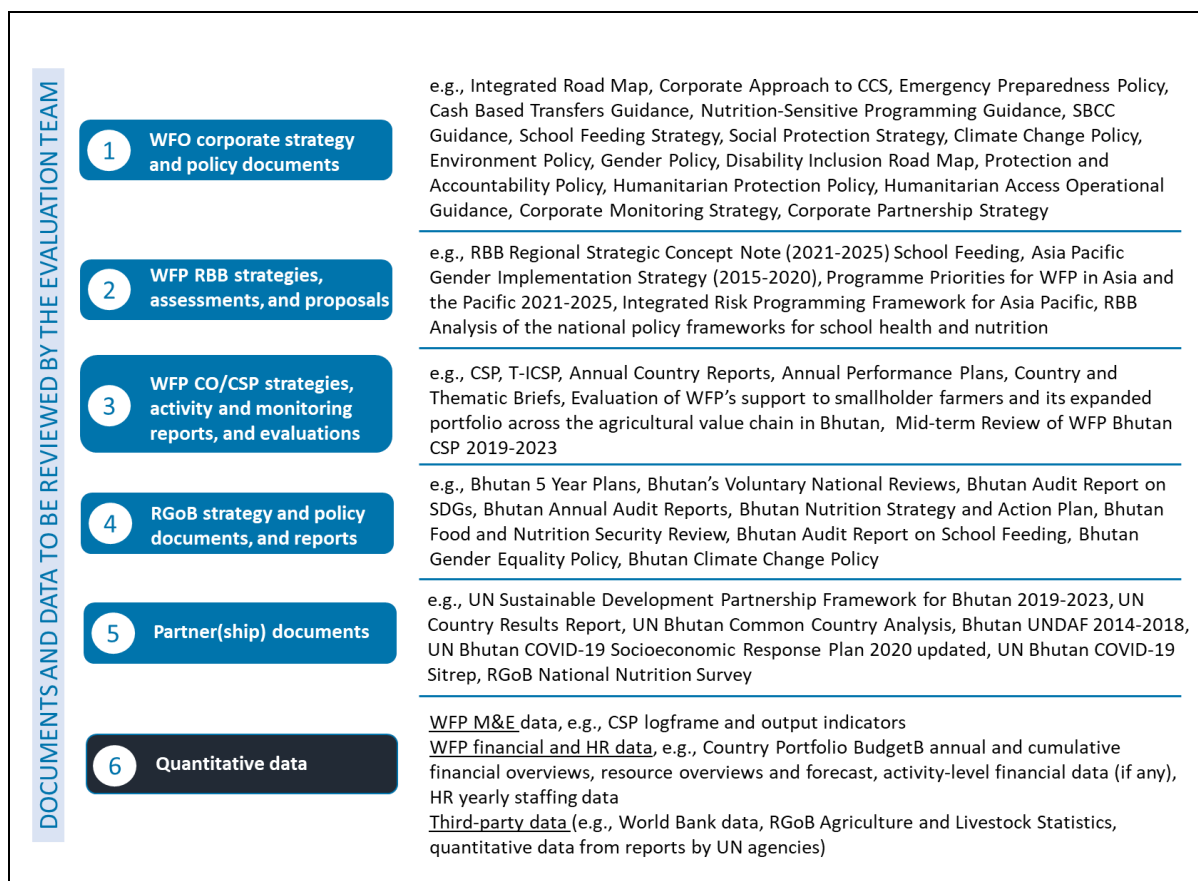 DOCUMENTS AND DATA TO BE REVIEWED BY THE EVALUATION TEAM
1
WFO corporate strategy
and policy documents
e.g., Integrated Road Map, Corporate Approach to CCS, Emergency Preparedness Policy,
Cash Based Transfers Guidance, Nutrition-Sensitive Programming Guidance, SBCC
Guidance, School Feeding Strategy, Social Protection Strategy, Climate Change Policy,
Environment Policy, Gender Policy, Disability Inclusion Road Map, Protection and
Accountability Policy, Humanitarian Protection Policy, Humanitarian Access Operational
Guidance, Corporate Monitoring Strategy, Corporate Partnership Strategy
2
WFP RBB strategies,
assessments, and proposals
e.g., RBB Regional Strategic Concept Note (2021-2025) School Feeding, Asia Pacific
Gender Implementation Strategy (2015-2020), Programme Priorities for WFP in Asia and
the Pacific 2021-2025, Integrated Risk Programming Framework for Asia Pacific, RBB
Analysis of the national policy frameworks for school health and nutrition
3
WFP CO/CSP strategies,
activity and monitoring
reports, and evaluations
e.g., CSP, T-ICSP, Annual Country Reports, Annual Performance Plans, Country and
Thematic Briefs, Evaluation of WFP's support to smallholder farmers and its expanded
portfolio across the agricultural value chain in Bhutan, Mid-term Review of WFP Bhutan
CSP 2019-2023
4
RGoB strategy and policy
documents, and reports
e.g., Bhutan 5 Year Plans, Bhutan's Voluntary National Reviews, Bhutan Audit Report on
SDGs, Bhutan Annual Audit Reports, Bhutan Nutrition Strategy and Action Plan, Bhutan
Food and Nutrition Security Review, Bhutan Audit Report on School Feeding, Bhutan
Gender Equality Policy, Bhutan Climate Change Policy
5
Partner(ship) documents
e.g., UN Sustainable Development Partnership Framework for Bhutan 2019-2023, UN
Country Results Report, UN Bhutan Common Country Analysis, Bhutan UNDAF 2014-2018,
UN Bhutan COVID-19 Socioeconomic Response Plan 2020 updated, UN Bhutan COVID-19
Sitrep, RGoB National Nutrition Survey
6
Quantitative data
WFP M&E data, e.g., CSP logframe and output indicators
WFP financial and HR data, e.g., Country Portfolio BudgetB annual and cumulative
financial overviews, resource overviews and forecast, activity-level financial data (if any),
HR yearly staffing data
Third-party data (e.g., World Bank data, RGoB Agriculture and Livestock Statistics,
quantitative data from reports by UN agencies)